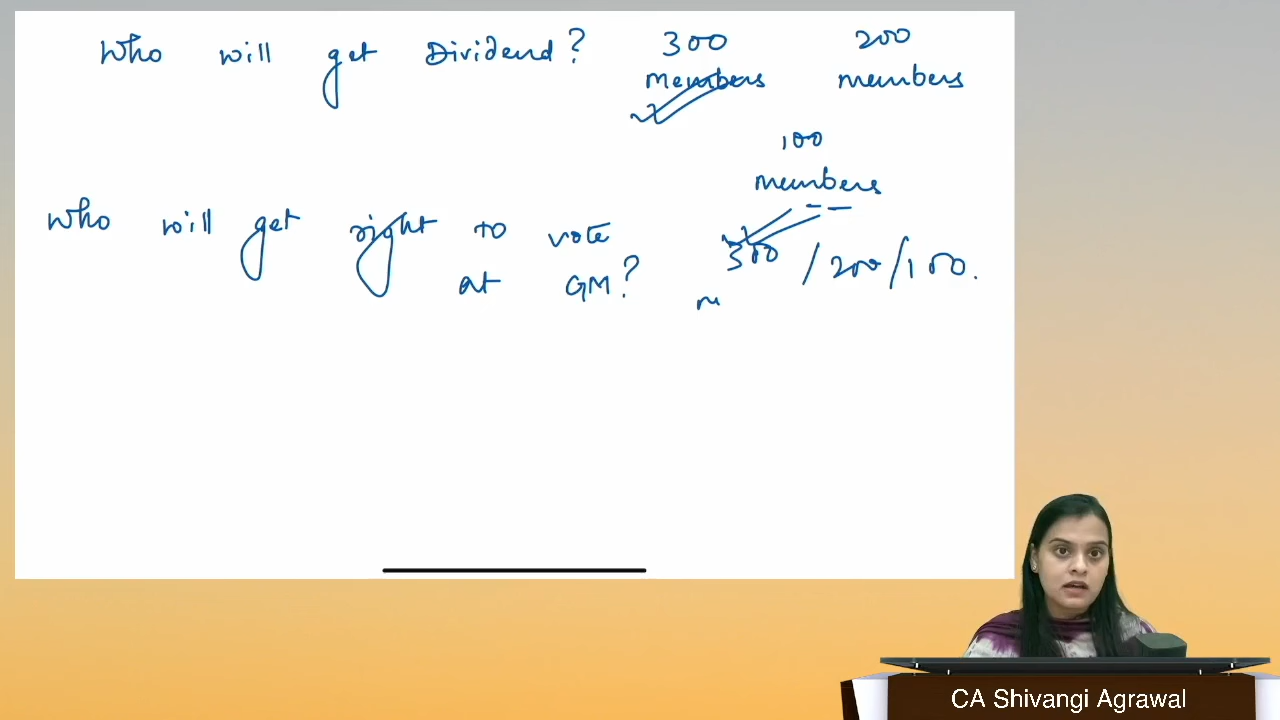 Who will get Dividend? 300 200
members members
100
members
Who will get right to vote
at GM? 300 / 200 / 100.
CA Shivangi Agrawal